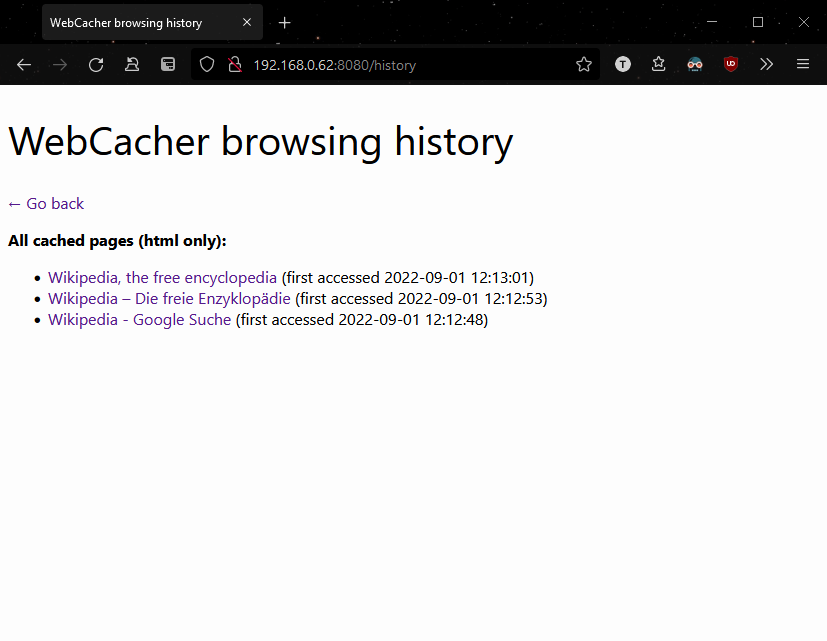 WebCacher browsing history
192.168.0.62:8080/history
T
UO
WebCacher browsing history
← Go back
All cached pages (html only):
• Wikipedia, the free encyclopedia (first accessed 2022-09-01 12:13:01)
• Wikipedia – Die freie Enzyklopädie (first accessed 2022-09-01 12:12:53)
• Wikipedia - Google Suche (first accessed 2022-09-01 12:12:48)